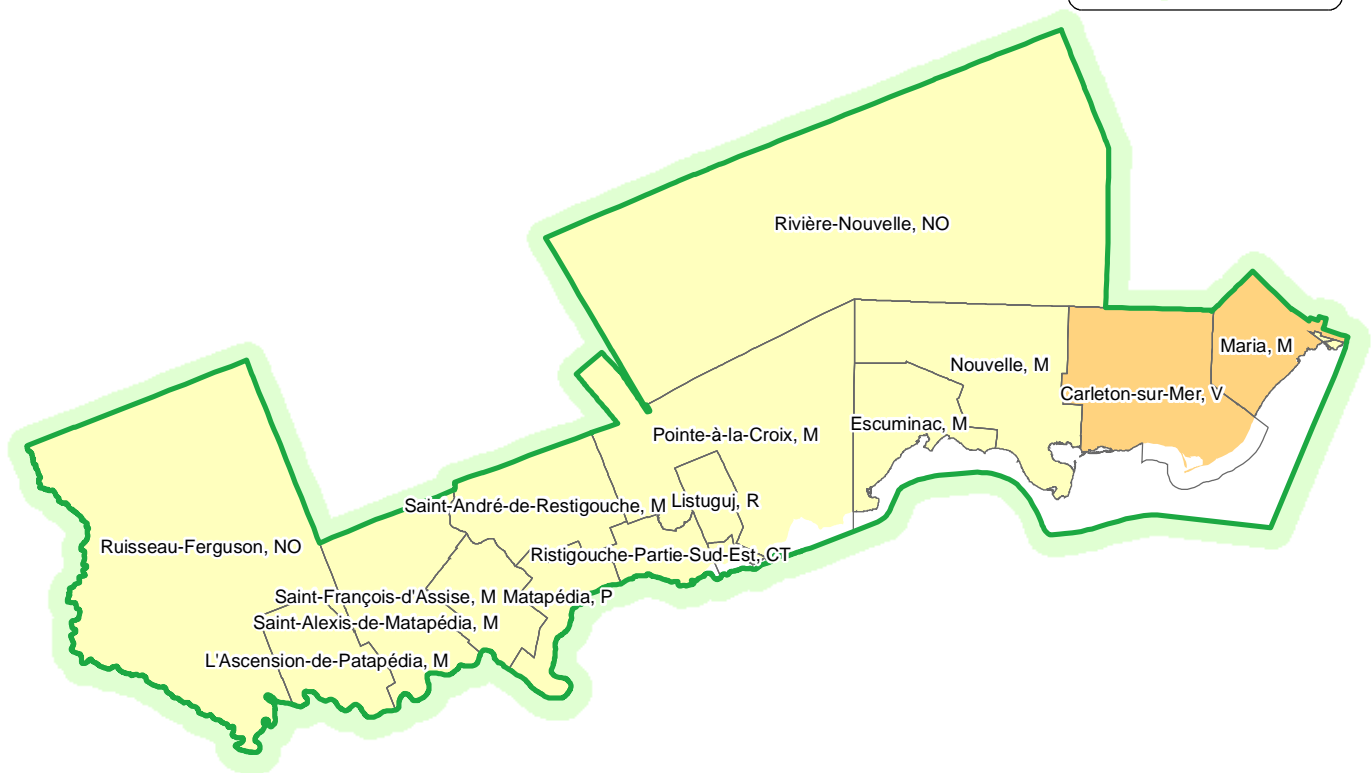 Rivière-Nouvelle, NO
Maria, M
Nouvelle, M
Carleton-sur-Mer, V
Escuminac, M
Pointe-à-la-Croix, M
Listuguj, R
Saint-André-de-Restigouche, M
Ruisseau-Ferguson, NO
Ristigouche-Partie-Sud-Est, CT
Saint-François-d'Assise, M
Matapédia, P
Saint-Alexis-de-Matapédia, M
L'Ascension-de-Patapédia, M